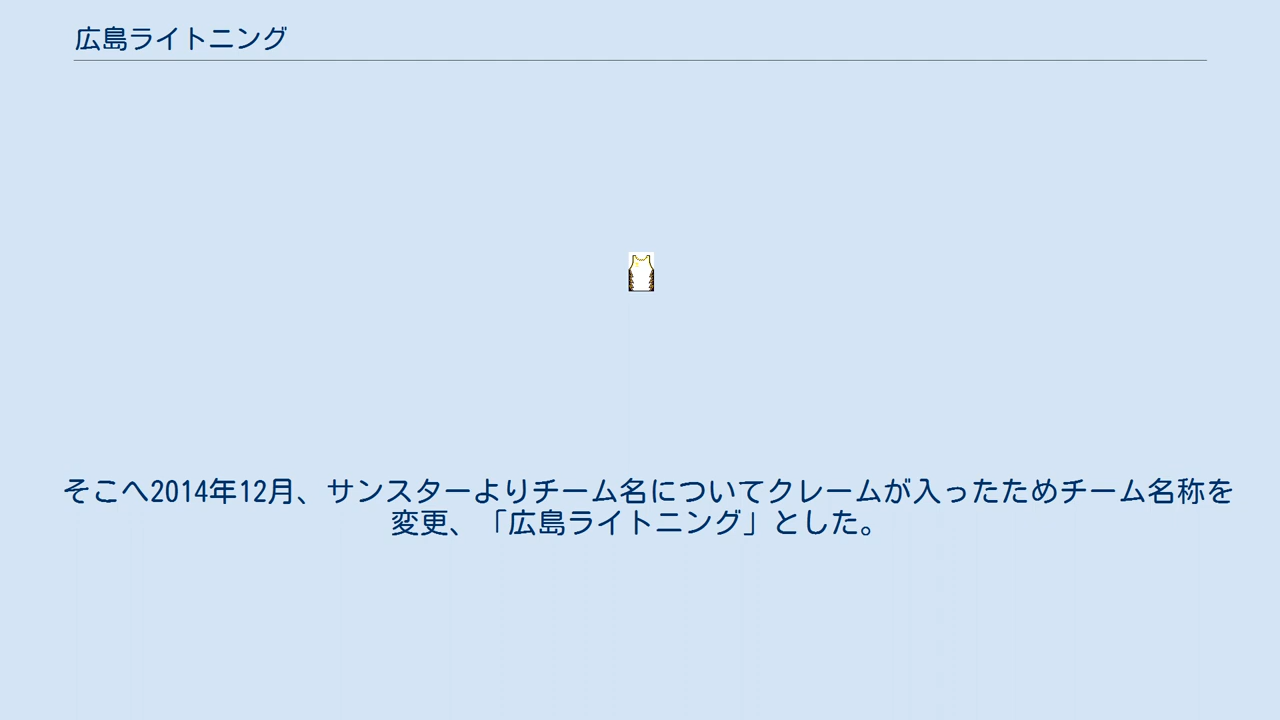 広島ライトニング
そこへ2014年12月、サンスターよりチーム名についてクレームが入ったためチーム名称を
変更、「広島ライトニング」とした。